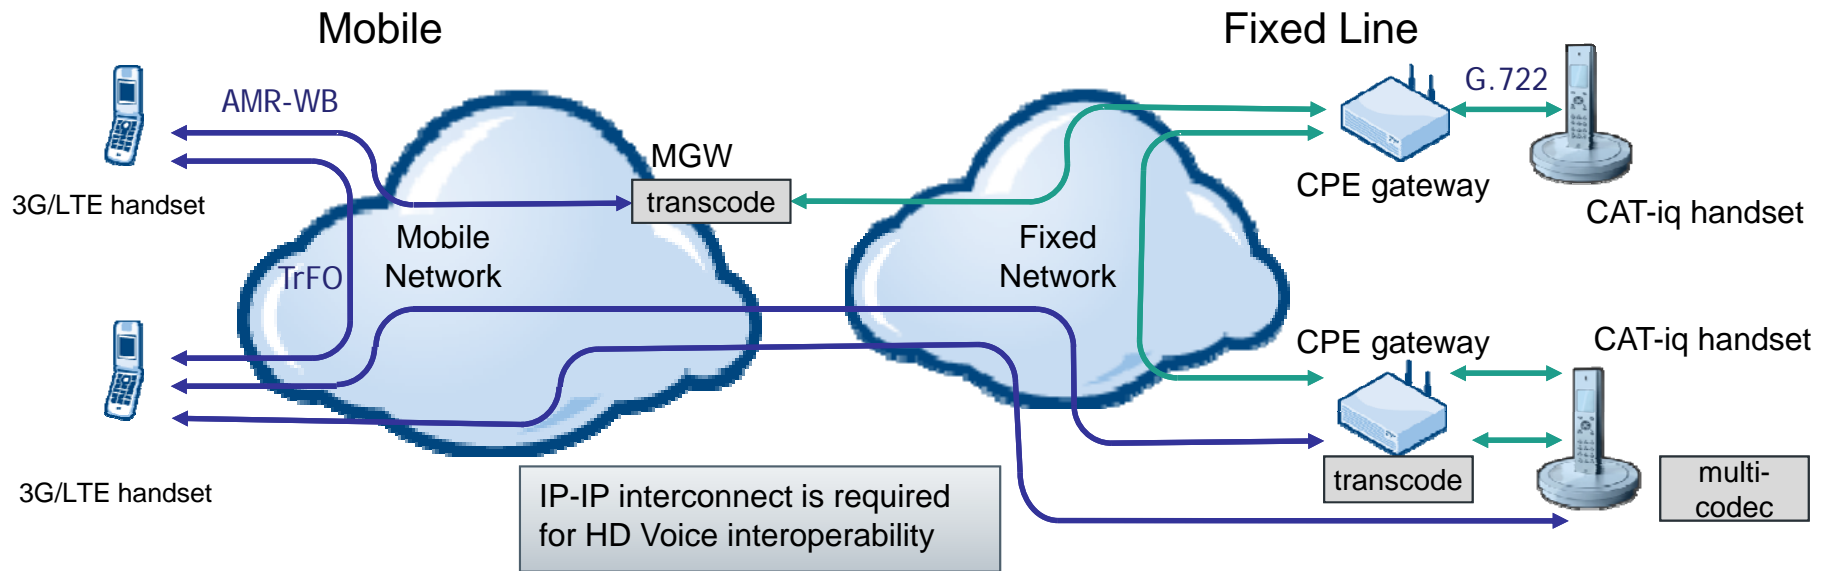 Mobile
Fixed Line
AMR-WB
G.722
MGW
transcode
CPE gateway
3G/LTE handset
CAT-iq handset
Mobile
Network
Fixed
Network
TrFO
CPE gateway
CAT-iq handset
3G/LTE handset
IP-IP interconnect is required
for HD Voice interoperability
transcode
multi-
codec